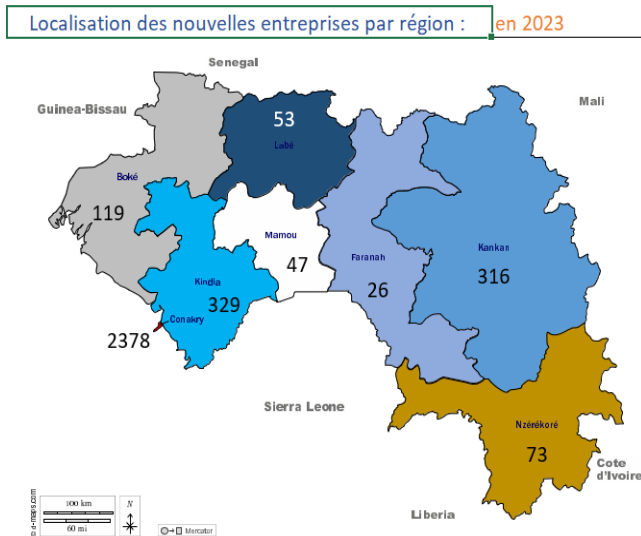 Localisation des nouvelles entreprises par région : en 2023
Senegal
Guinea-Bissau
Mali
53
Labé
Boké
119
Mamou
47
Faranah
26
Kankan
316
Kindia
329
Conakry
2378
Sierra Leone
Nzérékoré
73
Cote
d'Ivoire
Liberia
100 km
60 mi
N
Mercator
© d-maps.com